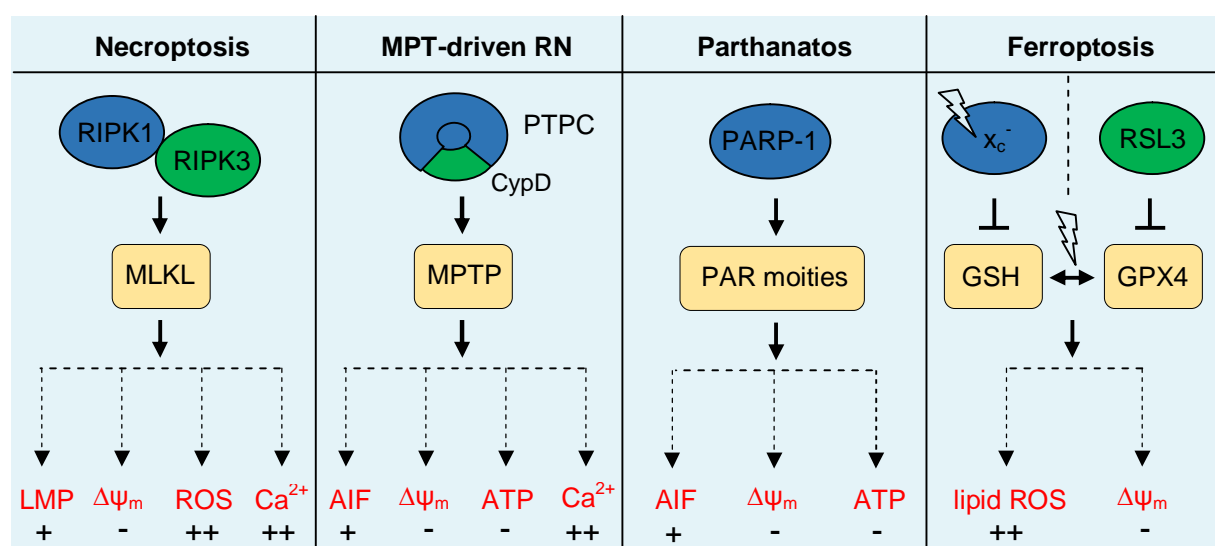 Necroptosis MPT-driven RN Parthanatos Ferroptosis
RIPK1 RIPK3 PTPC CypD PARP-1 xc- RSL3
MLKL MPTP PAR moities GSH GPX4
LMP ΔΨm ROS Ca2+ AIF ΔΨm ATP Ca2+ AIF ΔΨm ATP lipid ROS ΔΨm
+ - ++ ++ + - - ++ + - - ++ -